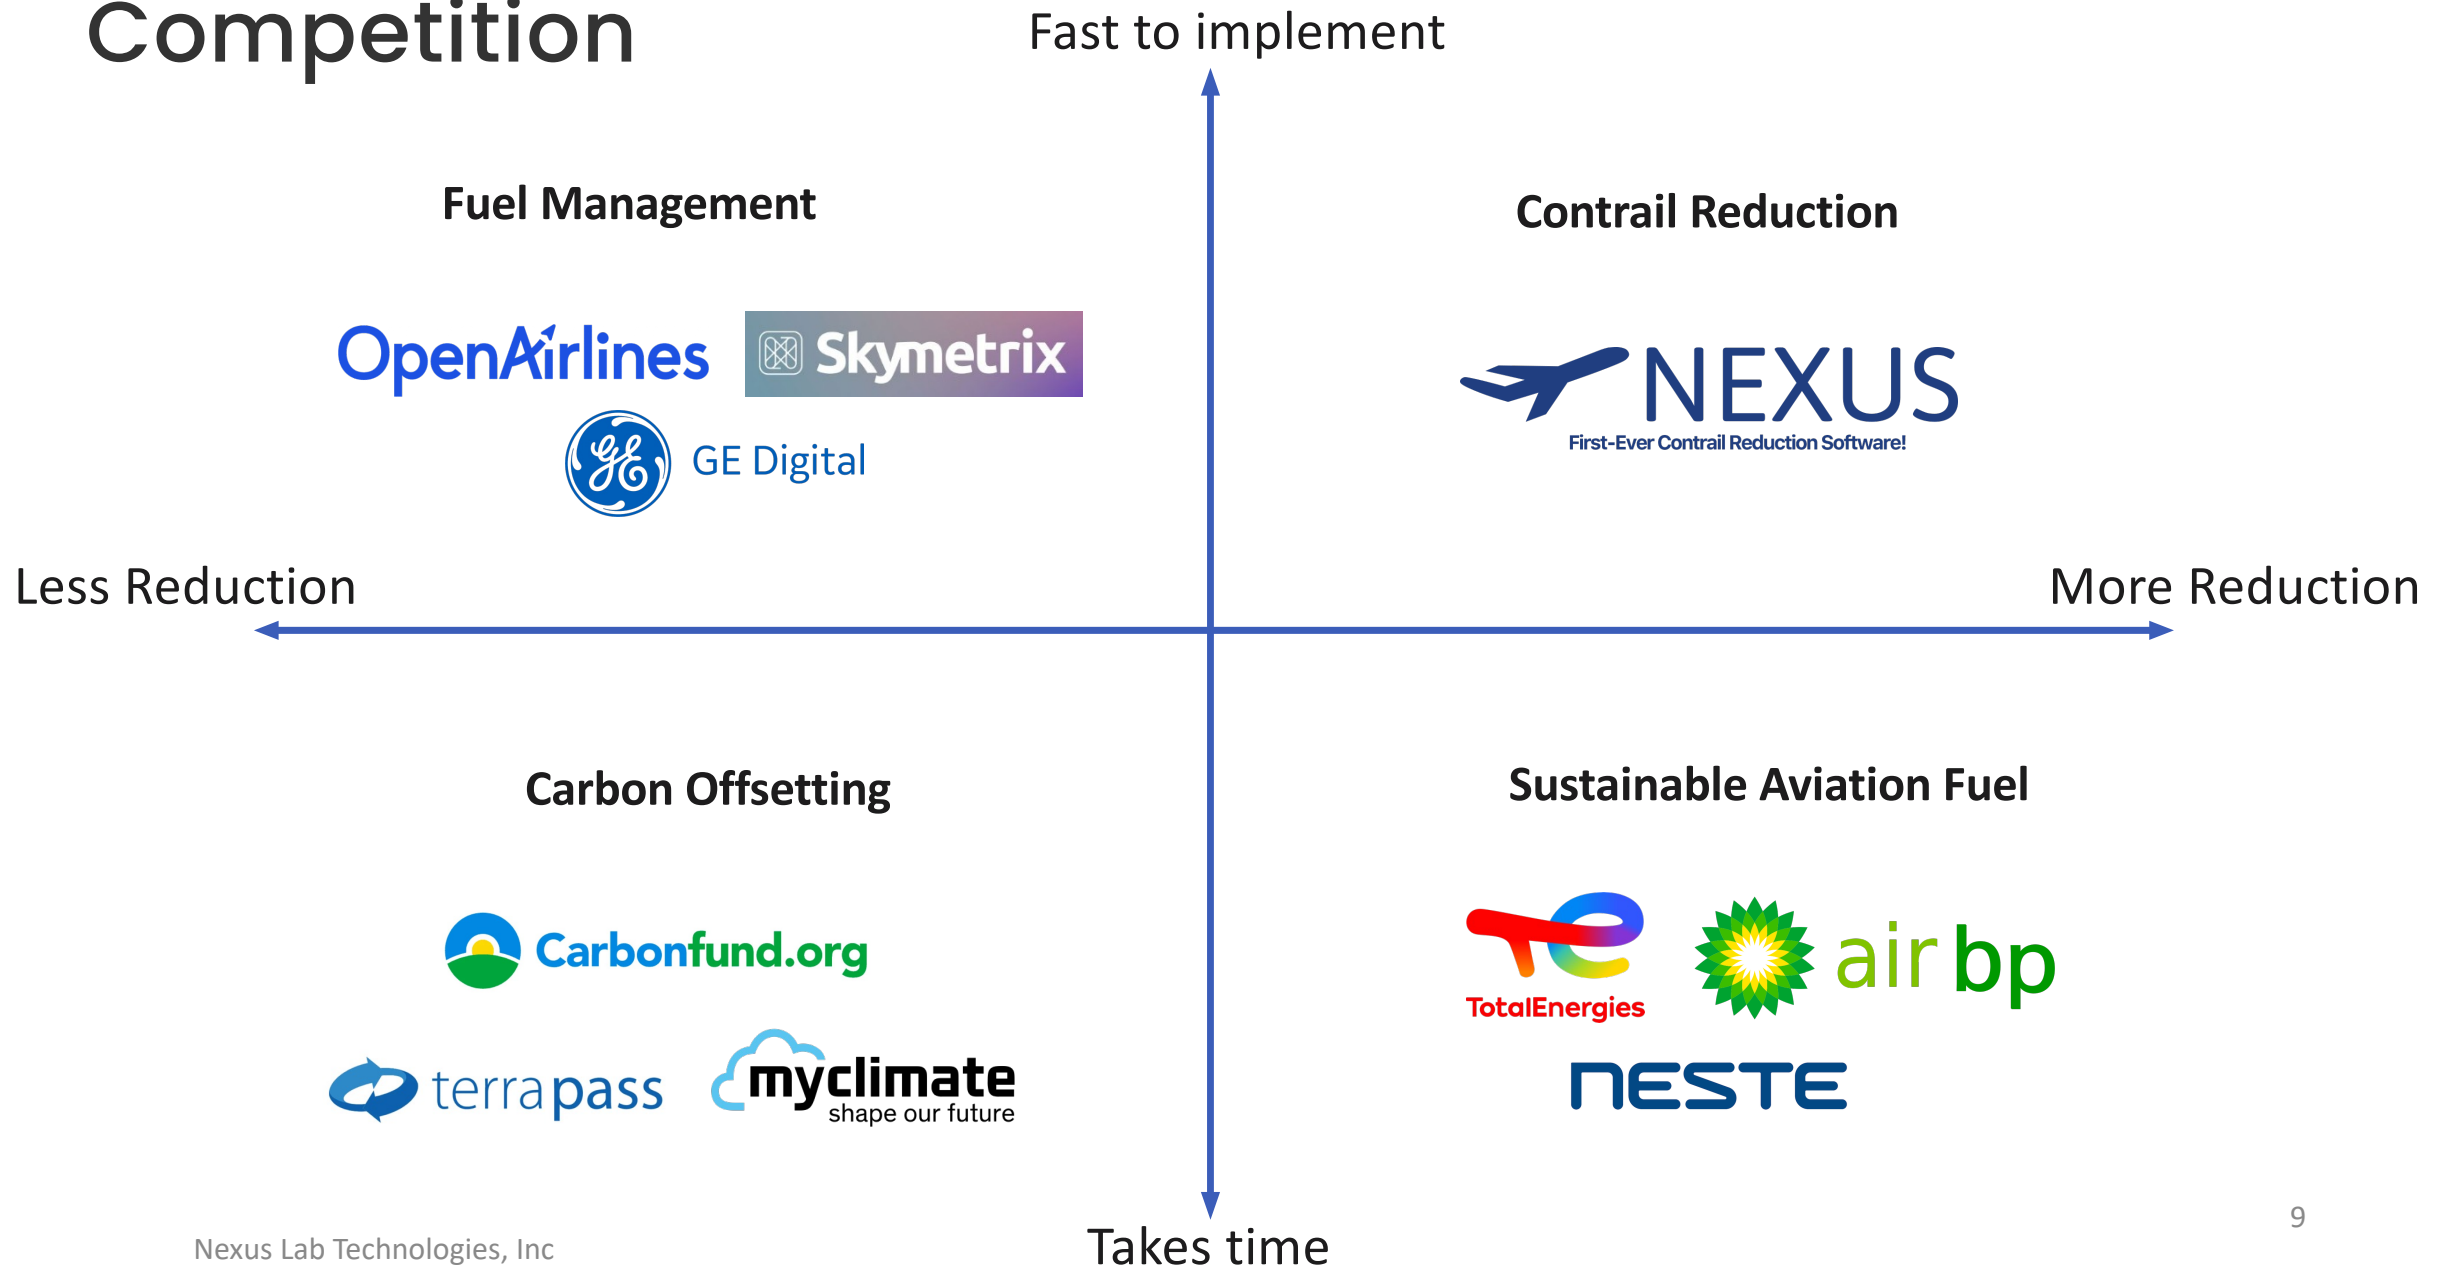 Competition
Fast to implement
Fuel Management
Contrail Reduction
OpenAirlines
Skymetrix
GE
GE Digital
NEXUS
First-Ever Contrail Reduction Software!
Less Reduction
More Reduction
Carbon Offsetting
Sustainable Aviation Fuel
Carbonfund.org
terrapass
myclimate
shape our future
TotalEnergies
air bp
NESTE
Takes time
Nexus Lab Technologies, Inc
9